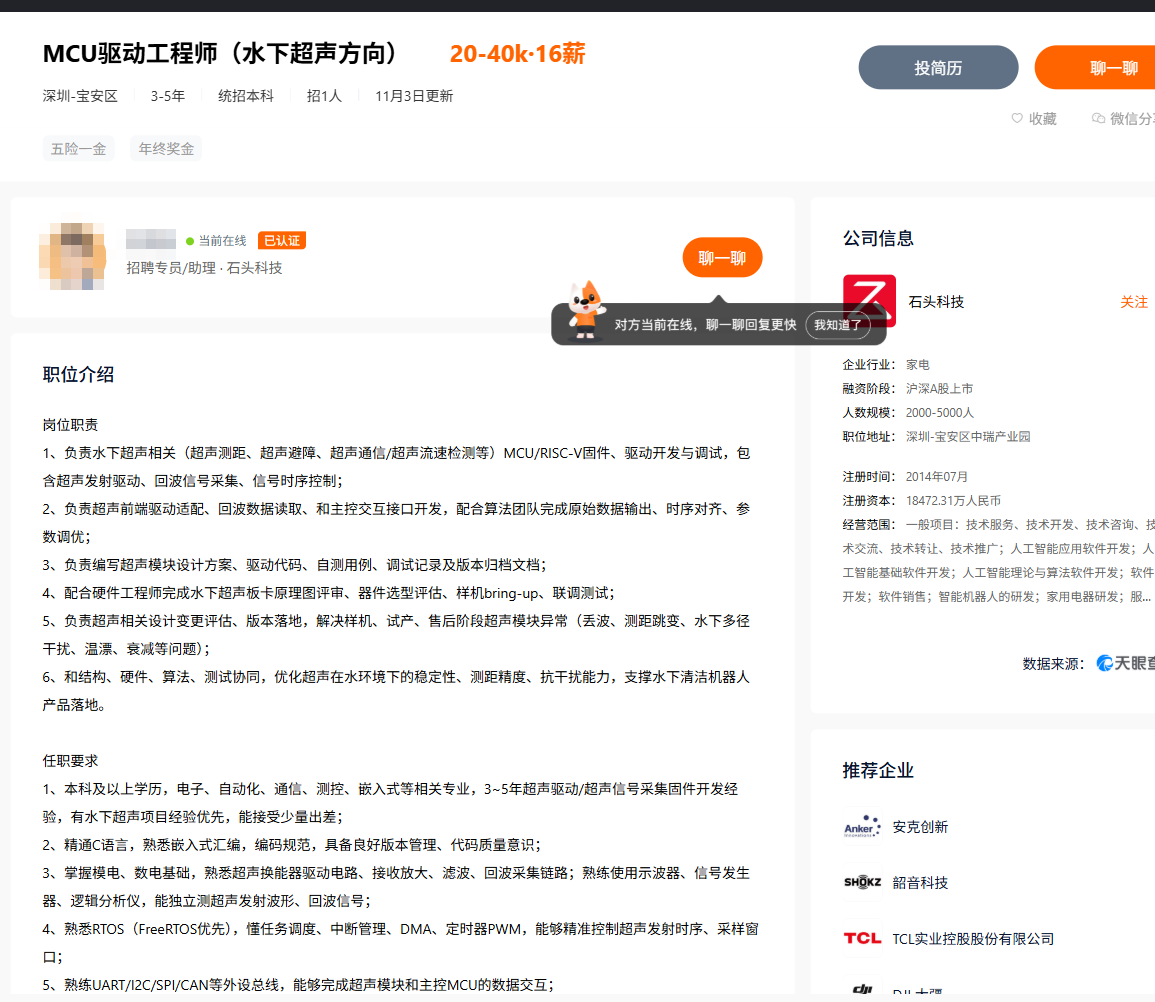 MCU驱动工程师（水下超声方向）
20-40k·16薪
投简历
聊一聊
深圳-宝安区
3-5年
统招本科
招1人
11月3日更新
收藏
微信分
五险一金
年终奖金
当前在线
已认证
招聘专员/助理 · 石头科技
聊一聊
对方当前在线，聊一聊回复更快
我知道了
职位介绍
岗位职责
1、负责水下超声相关（超声测距、超声避障、超声通信/超声流速检测等）MCU/RISC-V固件、驱动开发与调试，包
含超声发射驱动、回波信号采集、信号时序控制；
2、负责超声前端驱动适配、回波数据读取、和主控交互接口开发，配合算法团队完成原始数据输出、时序对齐、参
数调优；
3、负责编写超声模块设计方案、驱动代码、自测用例、调试记录及版本归档文档；
4、配合硬件工程师完成水下超声板卡原理图评审、器件选型评估、样机bring-up、联调测试；
5、负责超声相关设计变更评估、版本落地，解决样机、试产、售后阶段超声模块异常（丢波、测距跳变、水下多径
干扰、温漂、衰减等问题）；
6、和结构、硬件、算法、测试协同，优化超声在水环境下的稳定性、测距精度、抗干扰能力，支撑水下清洁机器人
产品落地。
任职要求
1、本科及以上学历，电子、自动化、通信、测控、嵌入式等相关专业，3~5年超声驱动/超声信号采集固件开发经
验，有水下超声项目经验优先，能接受少量出差；
2、精通C语言，熟悉嵌入式汇编，编码规范，具备良好版本管理、代码质量意识；
3、掌握模电、数电基础，熟悉超声换能器驱动电路、接收放大、滤波、回波采集链路；熟练使用示波器、信号发生
器、逻辑分析仪，能独立测超声发射波形、回波信号；
4、熟悉RTOS（FreeRTOS优先），懂任务调度、中断管理、DMA、定时器PWM，能够精准控制超声发射时序、采样窗
口；
5、熟练UART/I2C/SPI/CAN等外设总线，能够完成超声模块和主控MCU的数据交互；
公司信息
石头科技
关注
企业行业： 家电
融资阶段： 沪深A股上市
人数规模： 2000-5000人
职位地址： 深圳-宝安区中瑞产业园
注册时间： 2014年07月
注册资本： 18472.31万人民币
经营范围： 一般项目：技术服务、技术开发、技术咨询、技
术交流、技术转让、技术推广；人工智能应用软件开发；人
工智能基础软件开发；人工智能理论与算法软件开发；软件
开发；软件销售；智能机器人的研发；家用电器研发；服...
数据来源：
天眼查
推荐企业
Anker
安克创新
SHOKZ
韶音科技
TCL
TCL实业控股股份有限公司
dji
DJI大疆